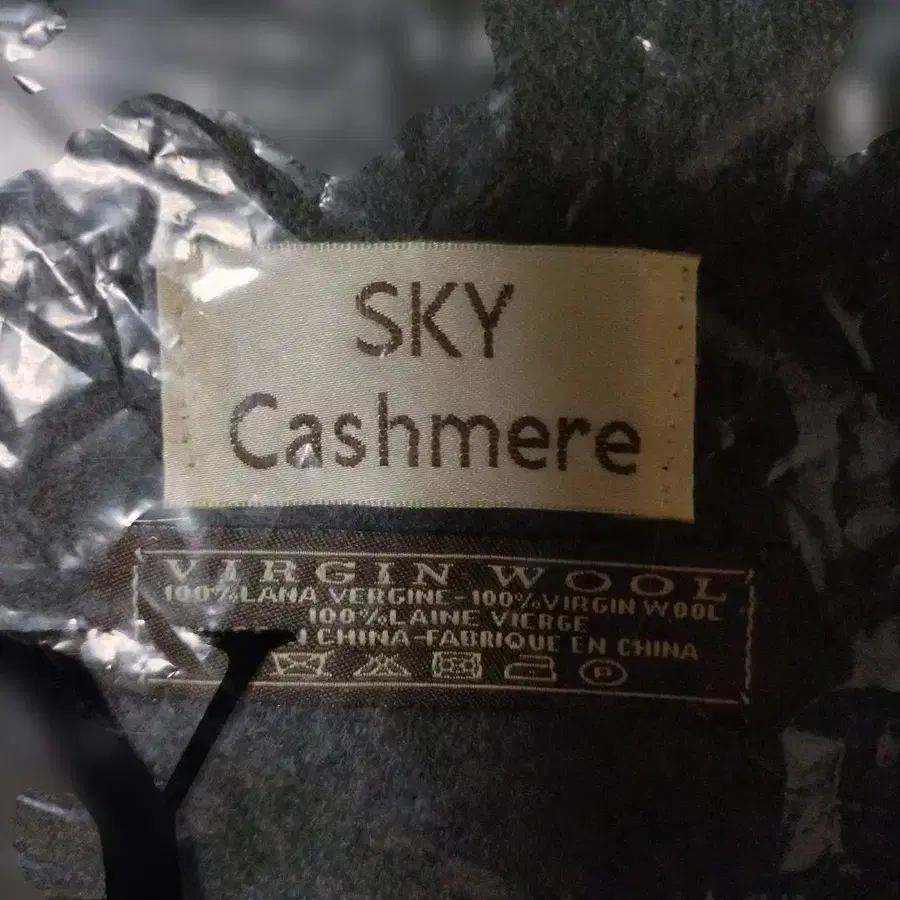 SKY
Cashmere
VIRGIN WOOL
100%LANA VERGINE-100%VIRGIN WOOL
100%LAINE VIERGE
CHINA-FABRIQUE EN CHINA
P